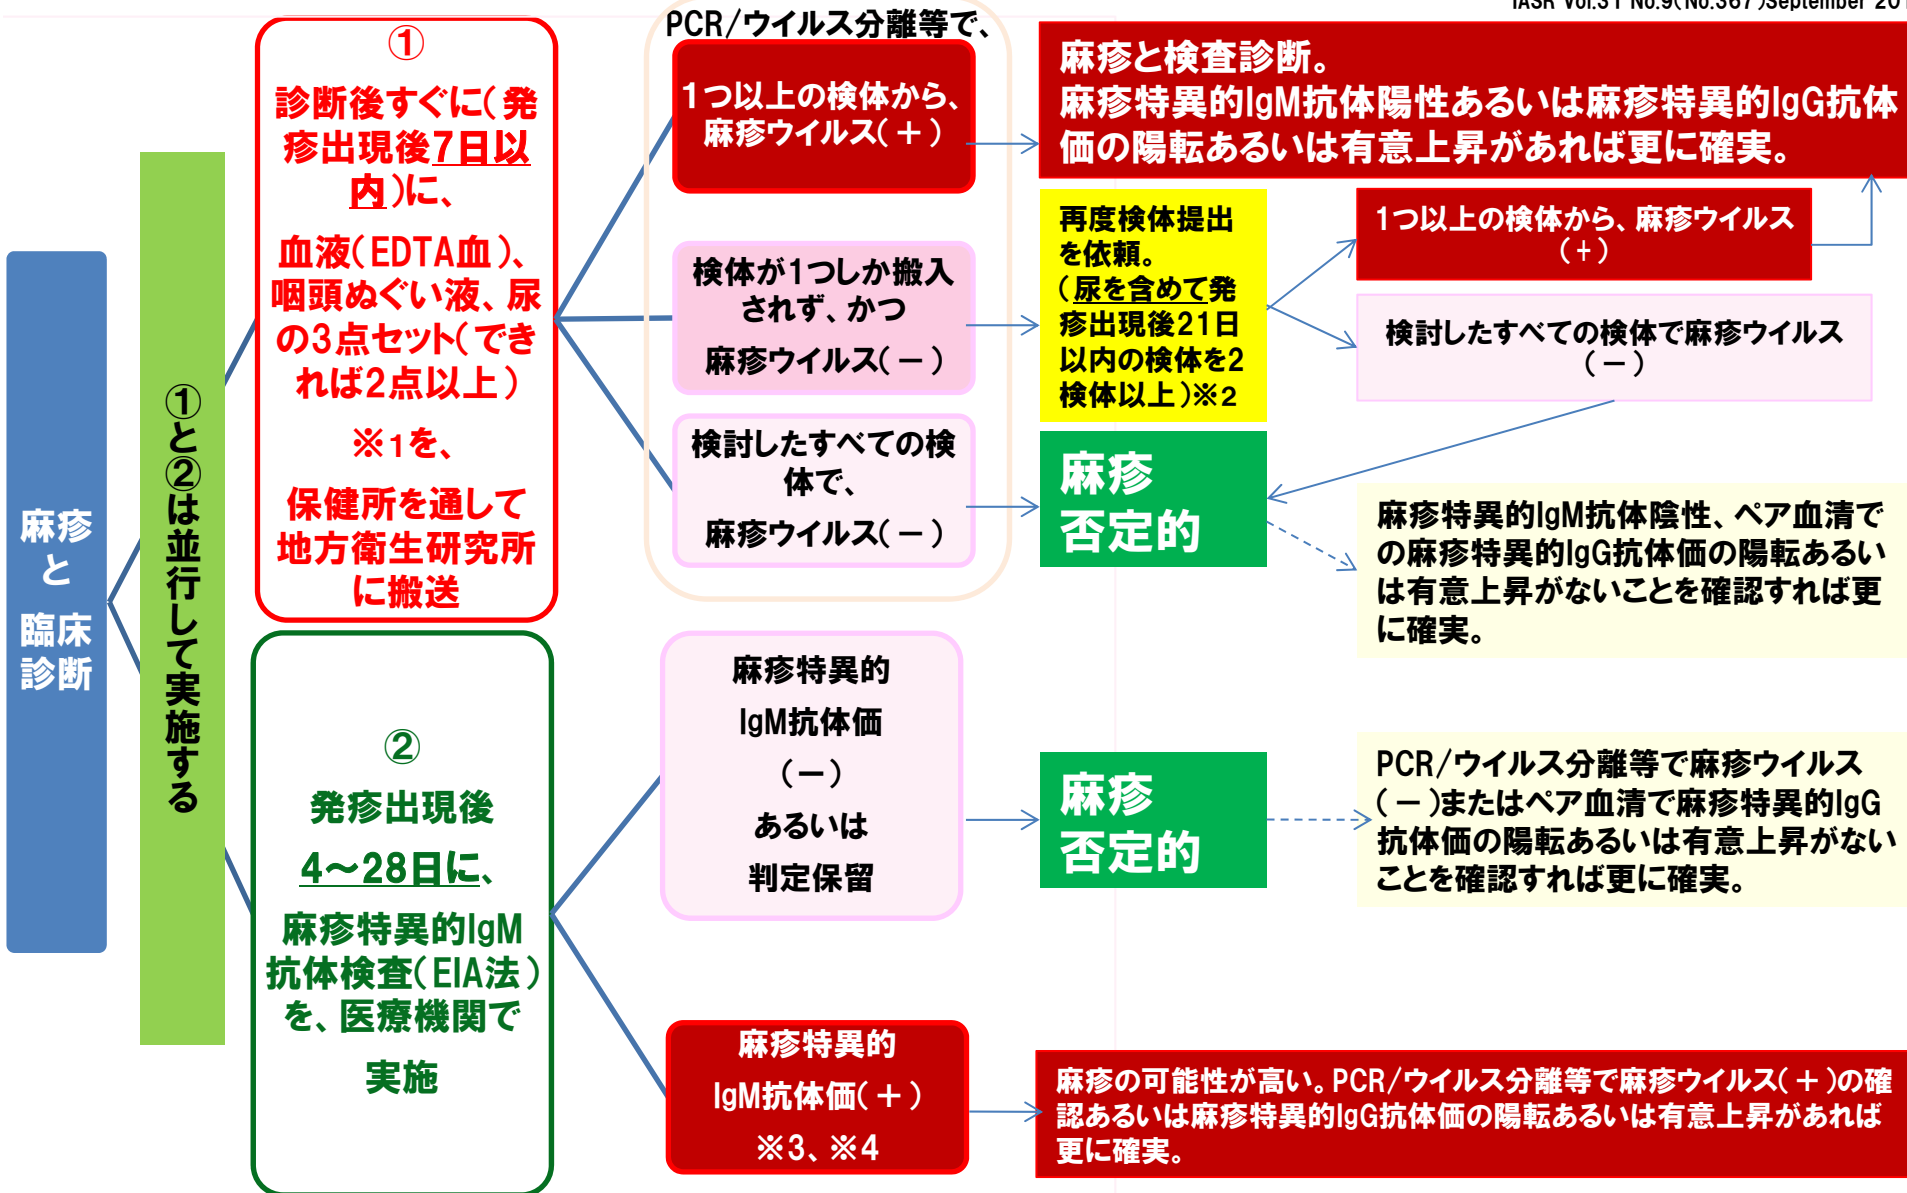 IASR Vol.31 No.9(No.367)September 201
麻疹
と
臨床
診断
①と②は並行して実施する
①
診断後すぐに(発
疹出現後7日以
内)に、
血液(EDTA血)、
咽頭ぬぐい液、尿
の3点セット(でき
れば2点以上)
※1を、
保健所を通して
地方衛生研究所
に搬送
②
発疹出現後
4～28日に、
麻疹特異的IgM
抗体検査(EIA法)
を、医療機関で
実施
PCR/ウイルス分離等で、
1つ以上の検体から、
麻疹ウイルス(＋)
検体が1つしか搬入
されず、かつ
麻疹ウイルス(－)
検討したすべての検
体で、
麻疹ウイルス(－)
麻疹特異的
IgM抗体価
(－)
あるいは
判定保留
麻疹特異的
IgM抗体価(＋)
※3、※4
麻疹と検査診断。
麻疹特異的IgM抗体陽性あるいは麻疹特異的IgG抗体
価の陽転あるいは有意上昇があれば更に確実。
再度検体提出
を依頼。
(尿を含めて発
疹出現後21日
以内の検体を2
検体以上)※2
1つ以上の検体から、麻疹ウイルス
(+)
検討したすべての検体で麻疹ウイルス
(－)
麻疹
否定的
麻疹特異的IgM抗体陰性、ペア血清で
の麻疹特異的IgG抗体価の陽転あるい
は有意上昇がないことを確認すれば更
に確実。
麻疹
否定的
PCR/ウイルス分離等で麻疹ウイルス
(－)またはペア血清で麻疹特異的IgG
抗体価の陽転あるいは有意上昇がない
ことを確認すれば更に確実。
麻疹の可能性が高い。PCR/ウイルス分離等で麻疹ウイルス(＋)の確
認あるいは麻疹特異的IgG抗体価の陽転あるいは有意上昇があれば
更に確実。